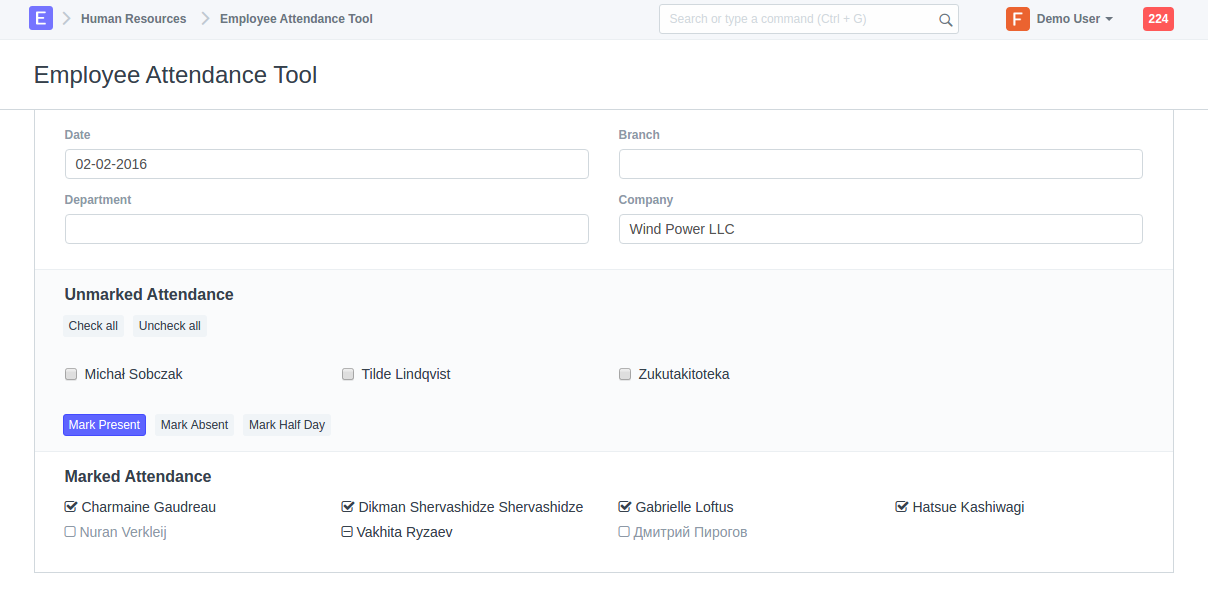 E Human Resources Employee Attendance Tool Search or type a command (Ctrl + G) F Demo User 224
Employee Attendance Tool
Date Branch
02-02-2016
Department Company
Wind Power LLC
Unmarked Attendance
Check all Uncheck all
Michał Sobczak Tilde Lindqvist Zukutakitoteka
Mark Present Mark Absent Mark Half Day
Marked Attendance
Charmaine Gaudreau Dikman Shervashidze Shervashidze Gabrielle Loftus Hatsue Kashiwagi
Nuran Verkleij Vakhita Ryzaev Дмитрий Пирогов